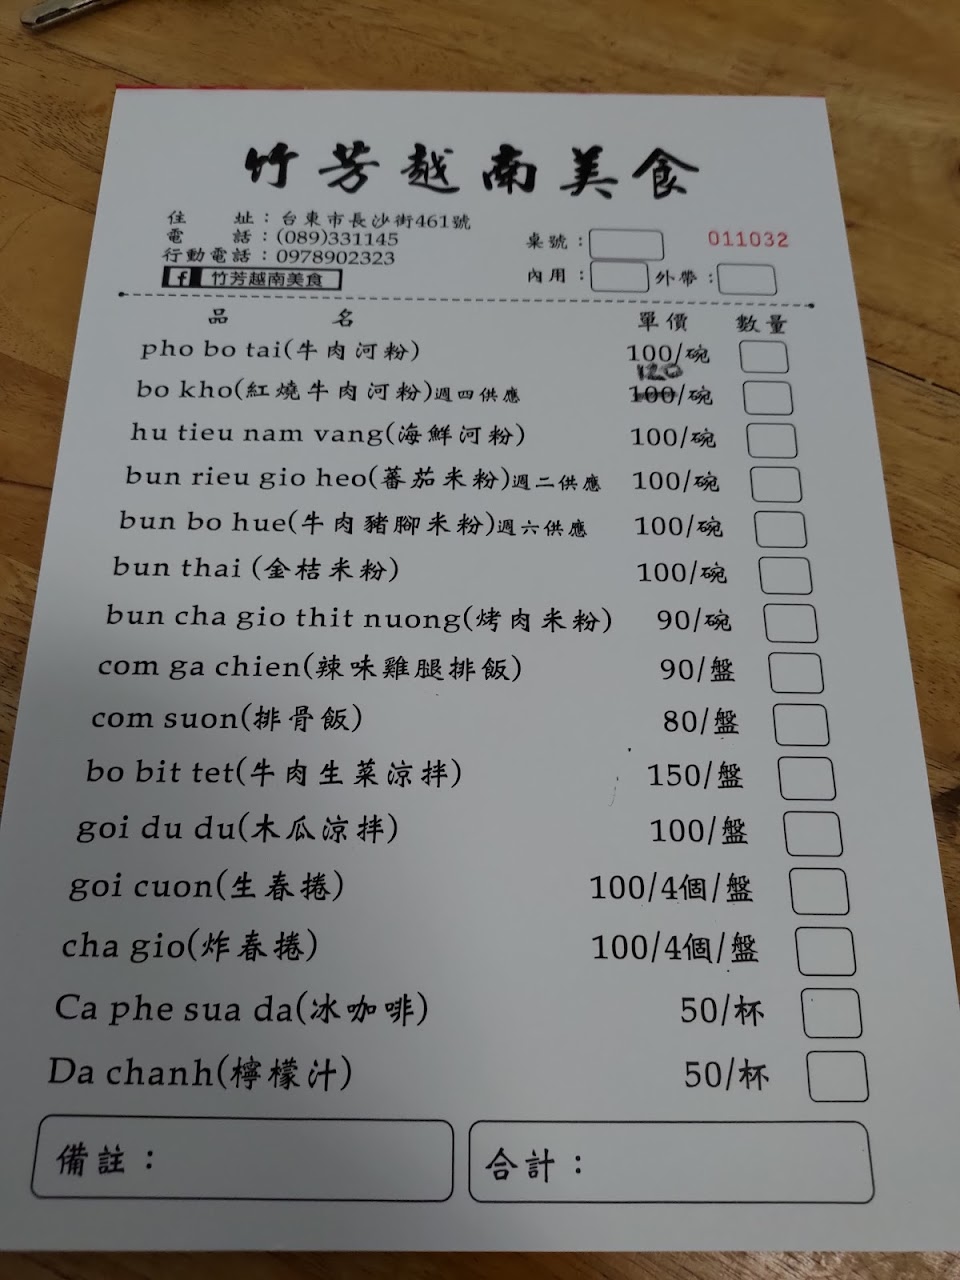 竹芳越南美食
住 址：台東市長沙街461號
電 話：(089)331145
行動電話：0978902323
f 竹芳越南美食
桌號： 011032
內用： 外帶：
品 名 單價 數量
pho bo tai(牛肉河粉) 100/碗
120
bo kho(紅燒牛肉河粉)週四供應 100/碗
hu tieu nam vang(海鮮河粉) 100/碗
bun rieu gio heo(蕃茄米粉)週二供應 100/碗
bun bo hue(牛肉豬腳米粉)週六供應 100/碗
bun thai (金桔米粉) 100/碗
bun cha gio thit nuong(烤肉米粉) 90/碗
com ga chien(辣味雞腿排飯) 90/盤
com suon(排骨飯) 80/盤
bo bit tet(牛肉生菜涼拌) 150/盤
goi du du(木瓜涼拌) 100/盤
goi cuon(生春捲) 100/4個/盤
cha gio(炸春捲) 100/4個/盤
Ca phe sua da(冰咖啡) 50/杯
Da chanh(檸檬汁) 50/杯
備註： 合計：